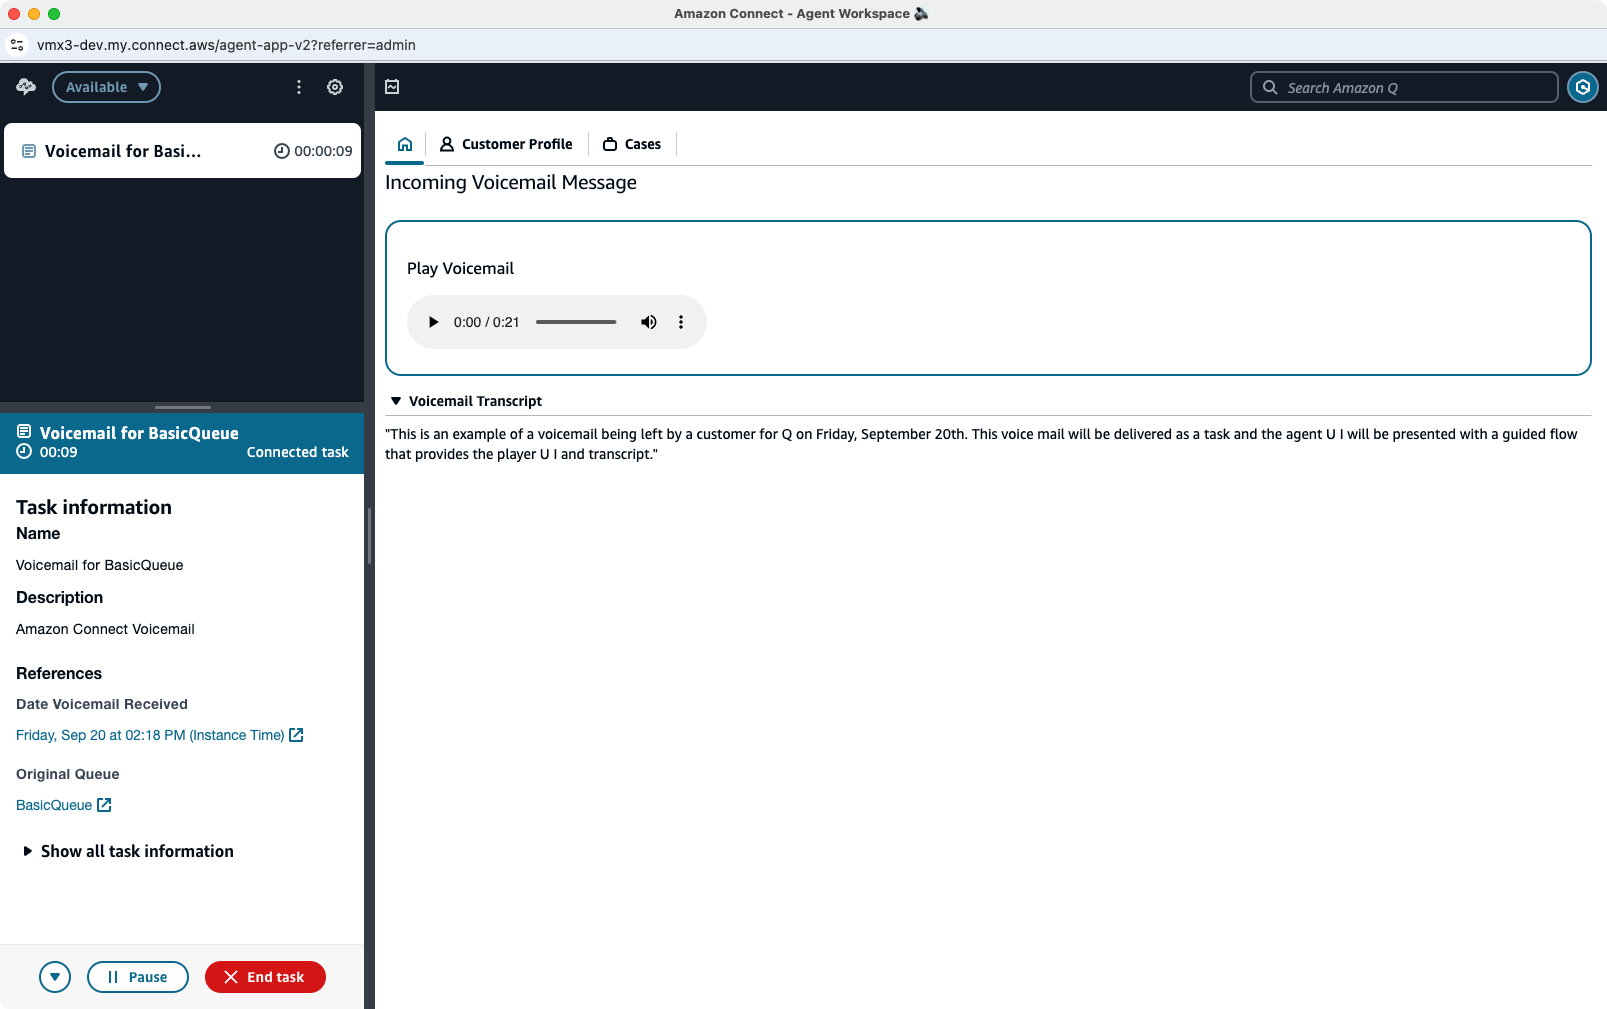 Amazon Connect - Agent Workspace
vmx3-dev.my.connect.aws/agent-app-v2?referrer=admin
Available
Search Amazon Q
Voicemail for Basi...
00:00:09
Customer Profile
Cases
Incoming Voicemail Message
Play Voicemail
0:00 / 0:21
Voicemail Transcript
"This is an example of a voicemail being left by a customer for Q on Friday, September 20th. This voice mail will be delivered as a task and the agent U I will be presented with a guided flow
that provides the player U I and transcript."
Voicemail for BasicQueue
00:09
Connected task
Task information
Name
Voicemail for BasicQueue
Description
Amazon Connect Voicemail
References
Date Voicemail Received
Friday, Sep 20 at 02:18 PM (Instance Time)
Original Queue
BasicQueue
Show all task information
Pause
End task